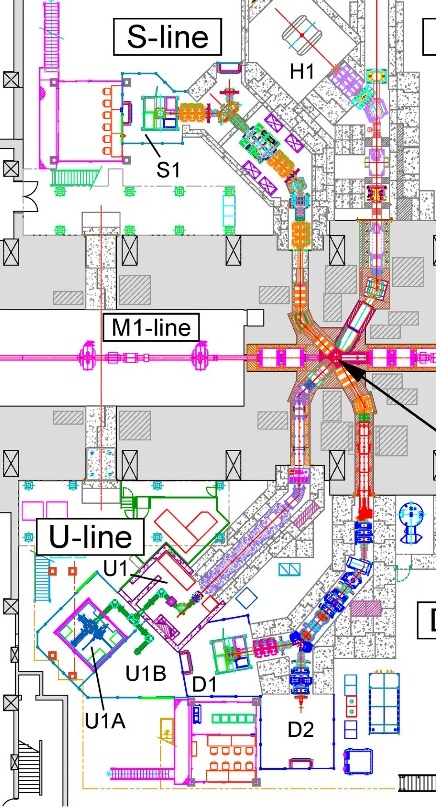 S-line
H1
S1
M1-line
U-line
U1
U1B
D1
U1A
D2